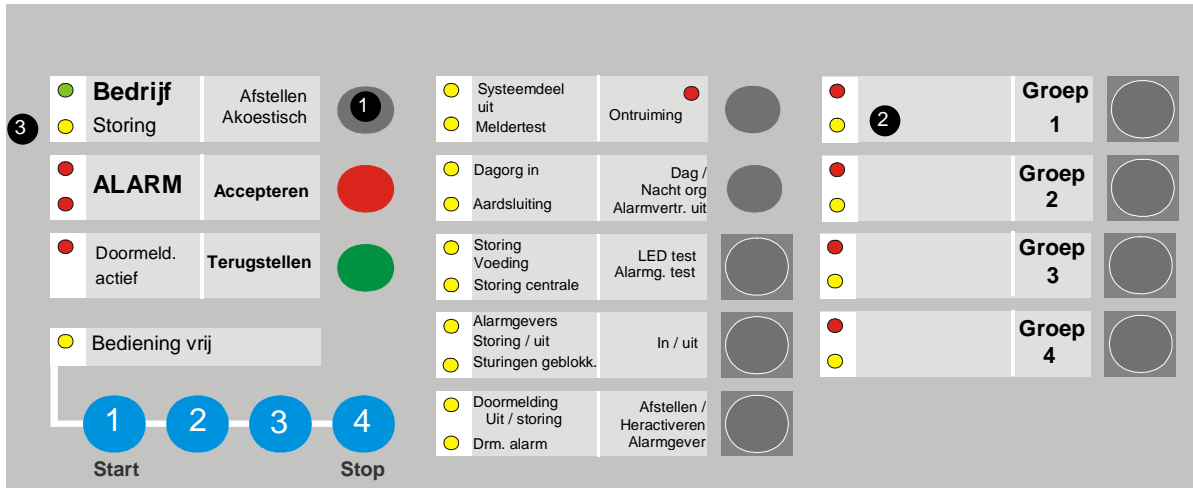 Bedrijf
Storing
Afstellen
Akoestisch
1
3
ALARM
Accepteren
Doormeld.
actief
Terugstellen
Bediening vrij
1 2 3 4
Start Stop
Systeemdeel
uit
Meldertest
Ontruiming
Dagorg in
Aardsluiting
Dag /
Nacht org
Alarmvertr. uit
Storing
Voeding
Storing centrale
LED test
Alarmg. test
Alarmgevers
Storing / uit
Sturingen geblokk.
In / uit
Doormelding
Uit / storing
Drm. alarm
Afstellen /
Heractiveren
Alarmgever
2
Groep
1
Groep
2
Groep
3
Groep
4